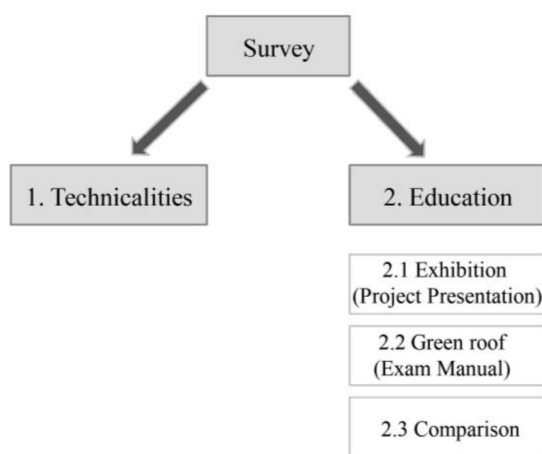 Survey
1. Technicalities
2. Education
2.1 Exhibition
(Project Presentation)
2.2 Green roof
(Exam Manual)
2.3 Comparison